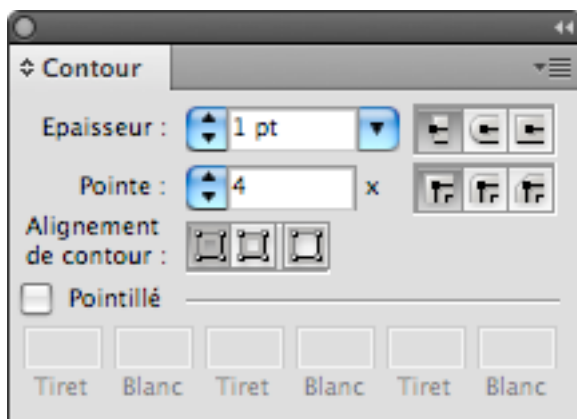 Contour
Epaisseur : 1 pt
Pointe : 4 x
Alignement
de contour :
Pointillé
Tiret Blanc Tiret Blanc Tiret Blanc